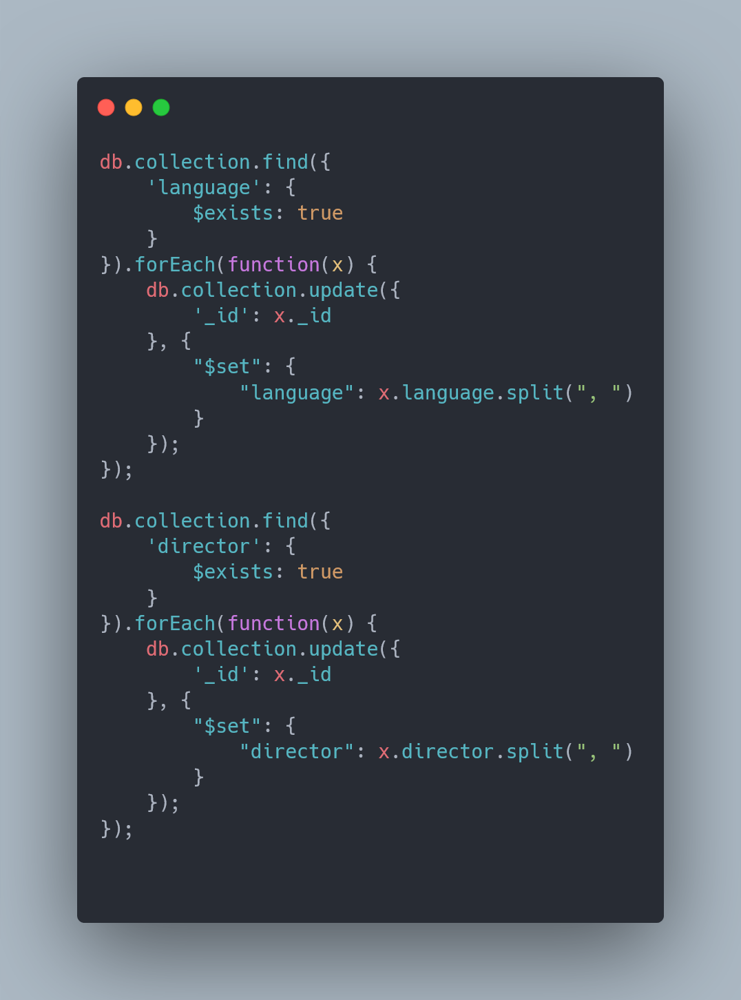 db.collection.find({
    'language': {
        $exists: true
    }
}).forEach(function(x) {
    db.collection.update({
        '_id': x._id
    }, {
        "$set": {
            "language": x.language.split(", ")
        }
    });
});

db.collection.find({
    'director': {
        $exists: true
    }
}).forEach(function(x) {
    db.collection.update({
        '_id': x._id
    }, {
        "$set": {
            "director": x.director.split(", ")
        }
    });
});